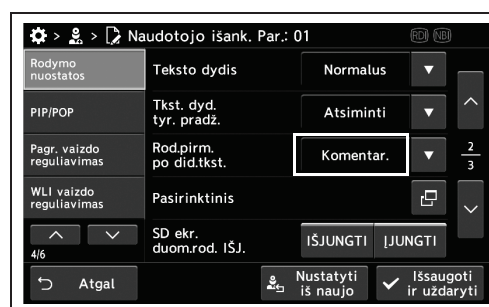 > > Naudotojo išank. Par.: 01 RDI NBI
Rodymo
nuostatos
Teksto dydis Normalus
PIP/POP
Tkst. dyd.
tyr. pradž. Atsiminti
Pagr. vaizdo
reguliavimas
Rod.pirm.
po did.tkst. Komentar.
2
3
WLI vaizdo
reguliavimas
Pasirinktinis
4/6
SD ekr.
duom.rod. IŠJ. IŠJUNGTI ĮJUNGTI
Atgal
Nustatyti
iš naujo
Išsaugoti
ir uždaryti